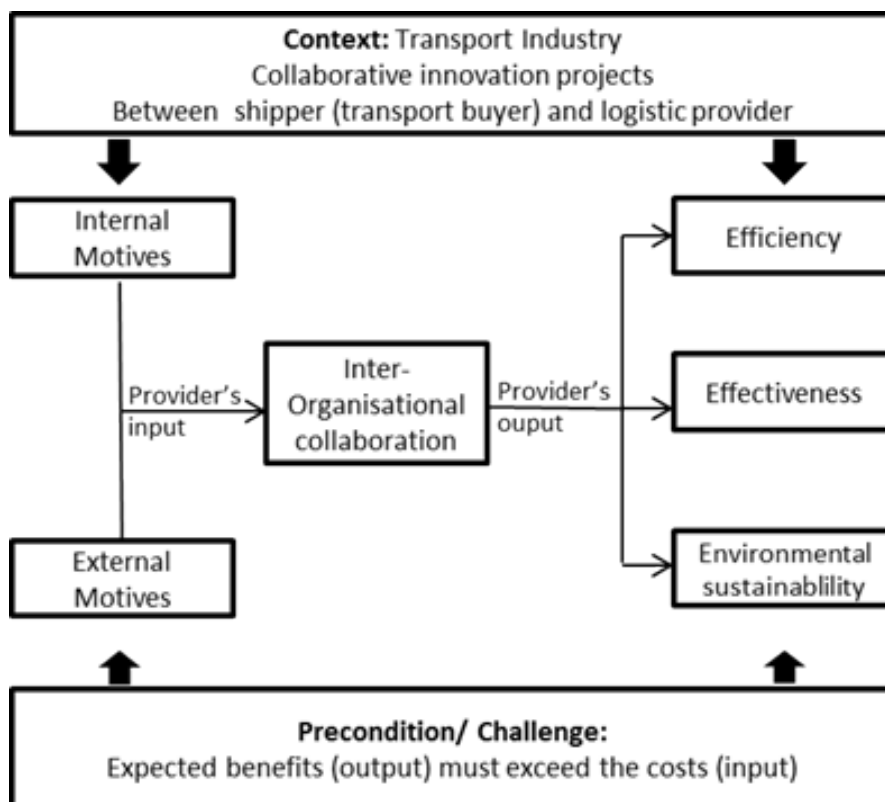 Context: Transport Industry
Collaborative innovation projects
Between shipper (transport buyer) and logistic provider
Internal
Motives
Efficiency
Provider's
input
Inter-
Organisational
collaboration
Provider's
ouput
Effectiveness
External
Motives
Environmental
sustainablility
Precondition/ Challenge:
Expected benefits (output) must exceed the costs (input)